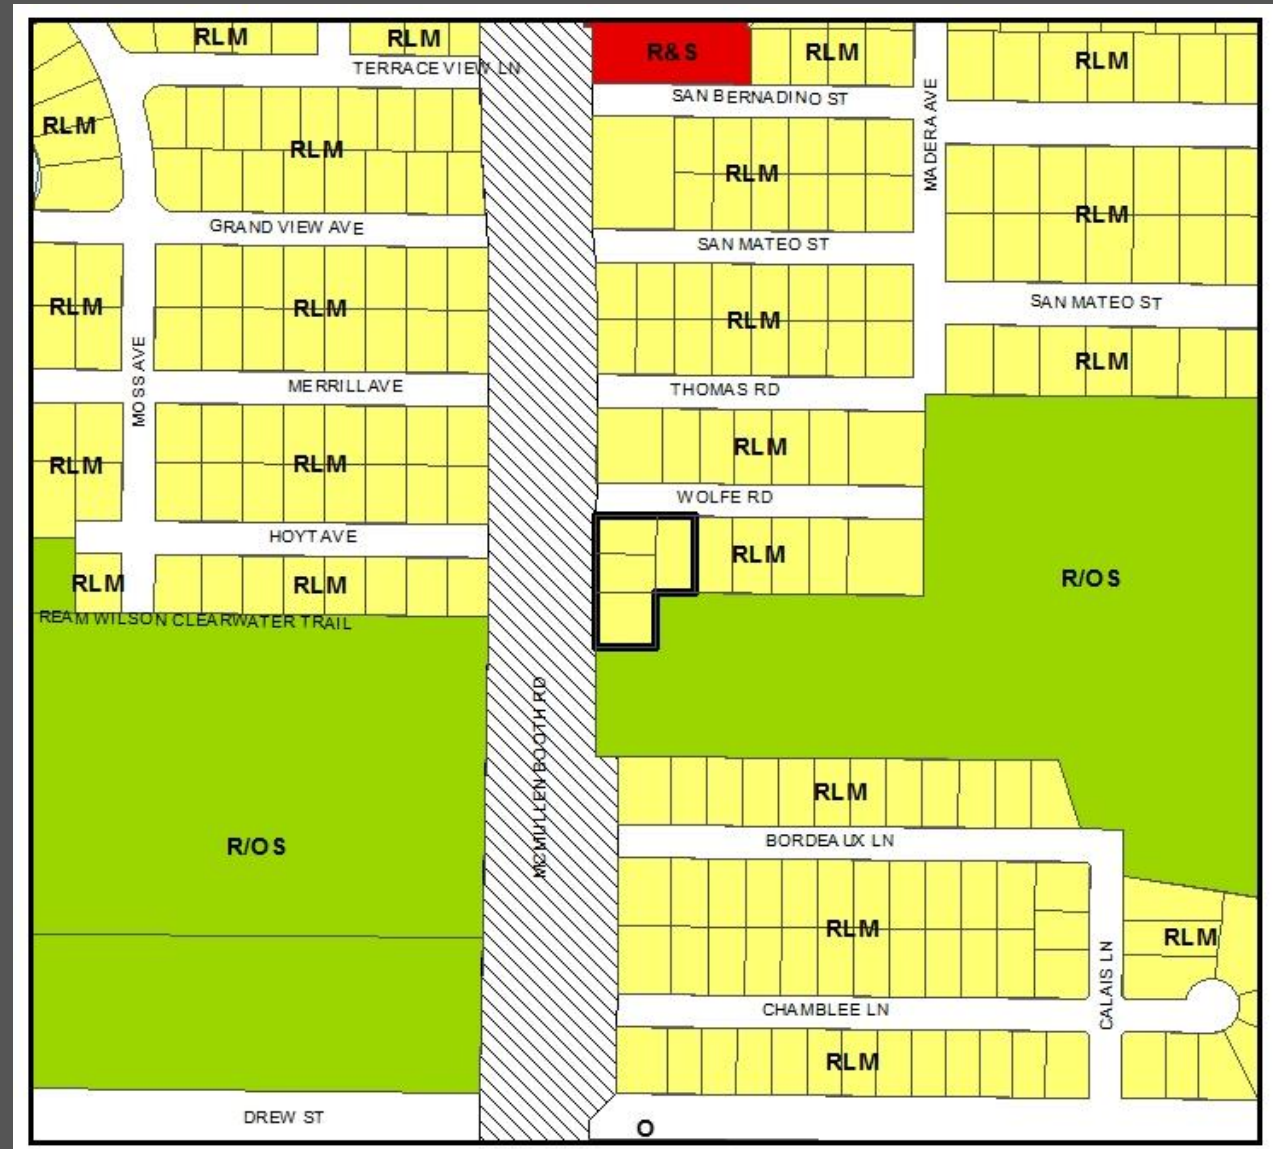 RLM
RLM
R&S
RLM
RLM
TERRACE VIEW LN
SAN BERNADINO ST
MADERA AVE
RLM
RLM
RLM
RLM
GRAND VIEW AVE
SAN MATEO ST
RLM
RLM
RLM
RLM
SAN MATEO ST
MOSS AVE
MERRILL AVE
THOMAS RD
RLM
RLM
RLM
RLM
WOLFE RD
HOYT AVE
RLM
R/OS
RLM
RLM
REAM WILSON CLEARWATER TRAIL
MCMULLEN BOOTH RD
RLM
BORDEAUX LN
R/OS
RLM
RLM
CALAIS LN
CHAMBLEE LN
RLM
DREW ST
O